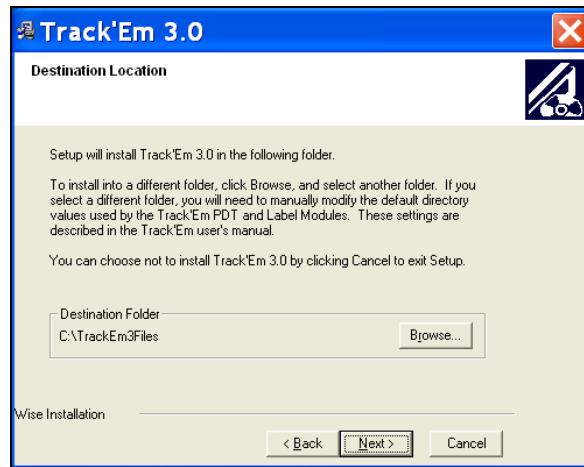 Track'Em 3.0
Destination Location
Setup will install Track'Em 3.0 in the following folder.
To install into a different folder, click Browse, and select another folder. If you
select a different folder, you will need to manually modify the default directory
values used by the Track'Em PDT and Label Modules. These settings are
described in the Track'Em user's manual.
You can choose not to install Track'Em 3.0 by clicking Cancel to exit Setup.
Destination Folder
C:\TrackEm3Files
Browse...
Wise Installation
< Back
Next >
Cancel